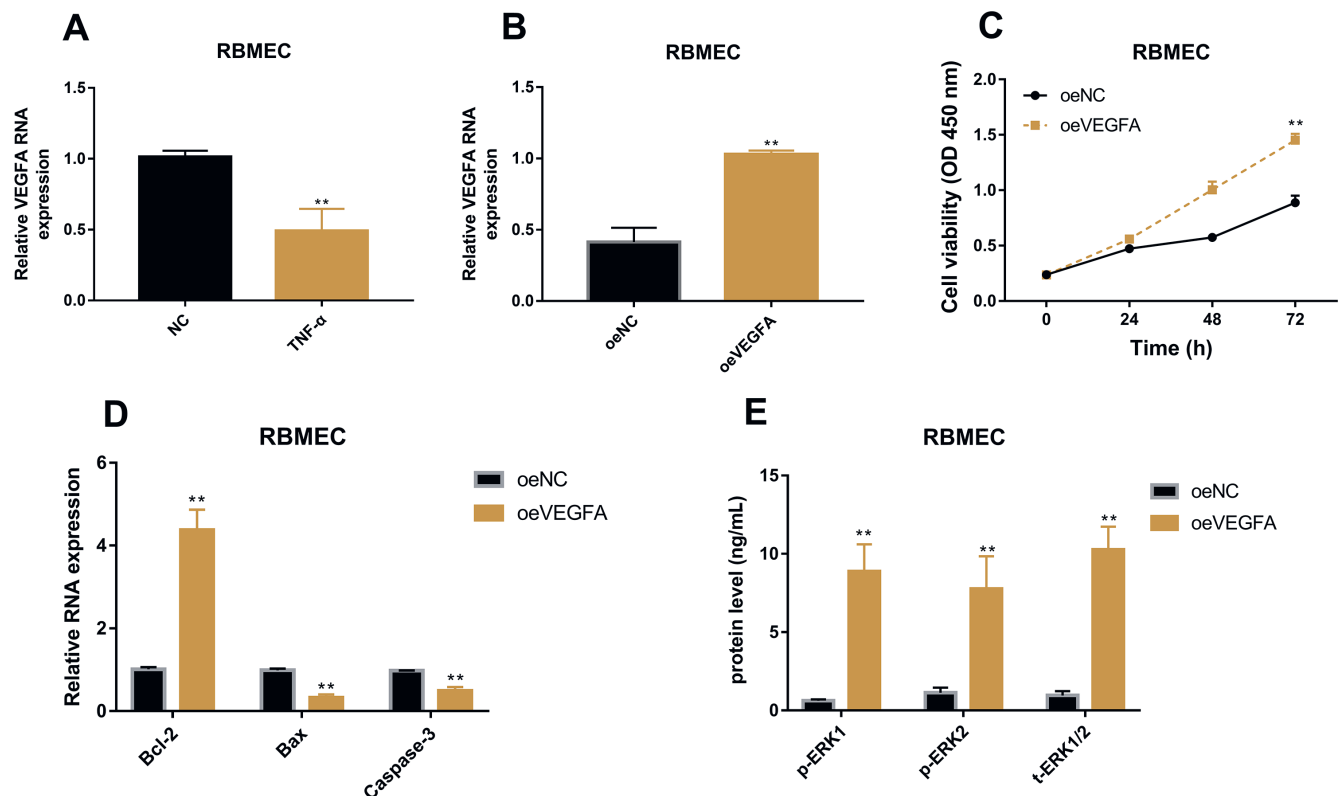 A
RBMEC
Relative VEGFA RNA
expression
1.5
1.0
0.5
0.0
**
NC
TNF-α
B
RBMEC
Relative VEGFA RNA
expression
1.5
1.0
0.5
0.0
**
oeNC
oeVEGFA
C
RBMEC
Cell viability (OD 450 nm)
2.0
1.5
1.0
0.5
0.0
oeNC
oeVEGFA
**
0
24
48
72
Time (h)
D
RBMEC
Relative RNA expression
6
4
2
0
**
**
**
oeNC
oeVEGFA
Bcl-2
Bax
Caspase-3
E
RBMEC
protein level (ng/mL)
15
10
5
0
**
**
**
oeNC
oeVEGFA
p-ERK1
p-ERK2
t-ERK1/2